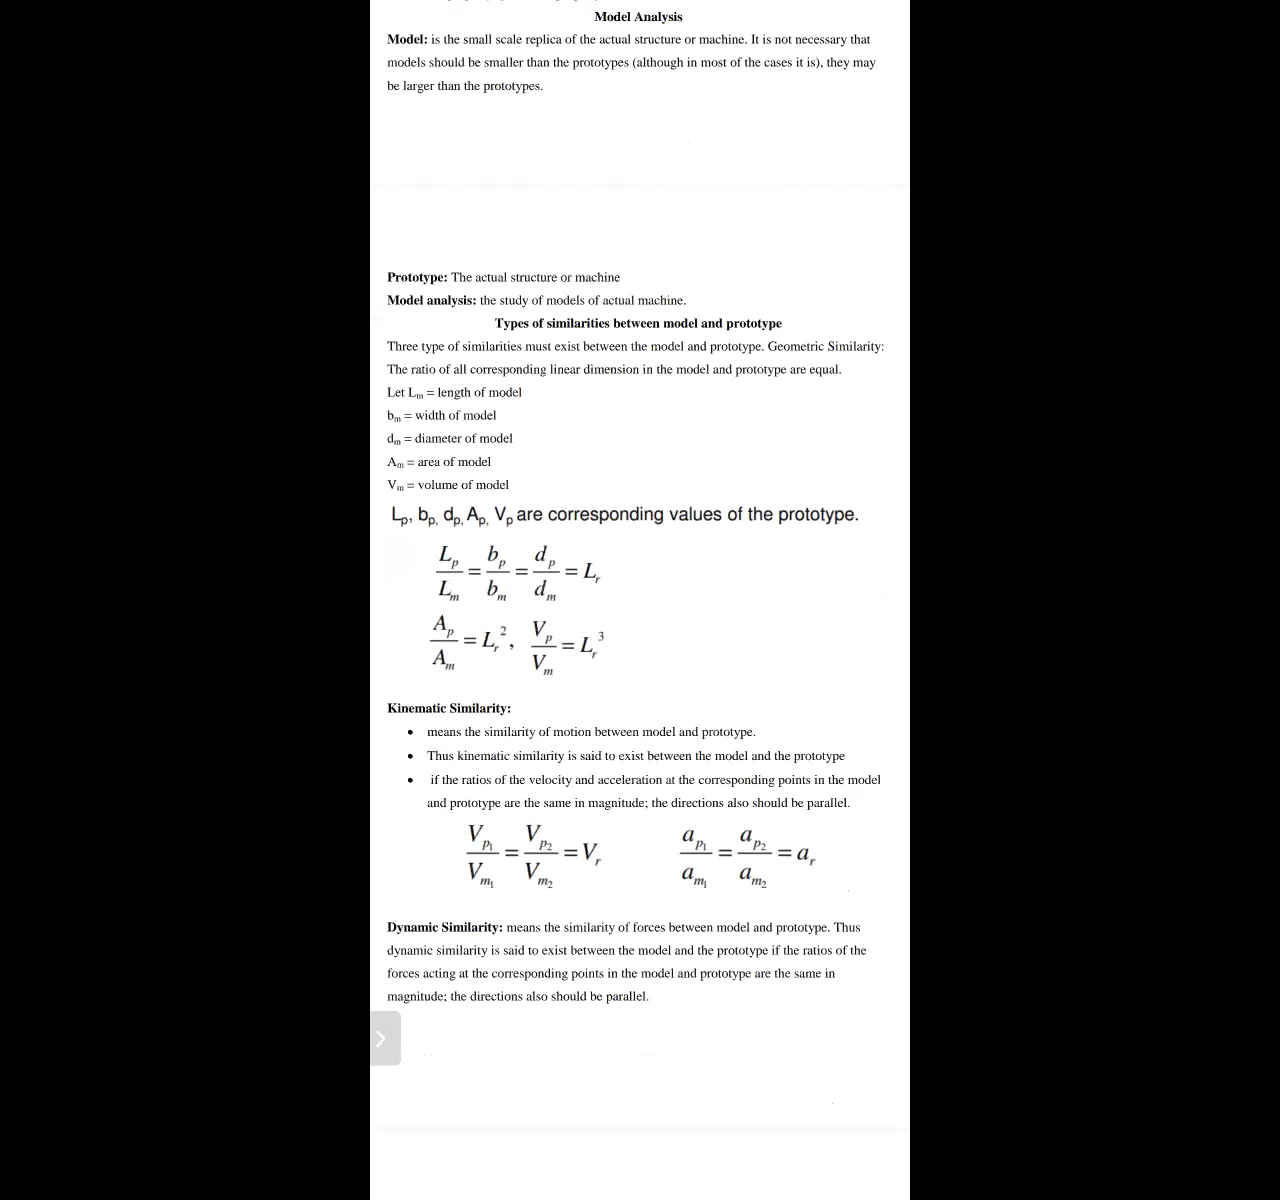 Model Analysis
Model: is the small scale replica of the actual structure or machine. It is not necessary that
models should be smaller than the prototypes (although in most of the cases it is), they may
be larger than the prototypes.
Prototype: The actual structure or machine
Model analysis: the study of models of actual machine.
Types of similarities between model and prototype
Three type of similarities must exist between the model and prototype. Geometric Similarity:
The ratio of all corresponding linear dimension in the model and prototype are equal.
Let Lₘ = length of model
bₘ = width of model
dₘ = diameter of model
Aₘ = area of model
Vₘ = volume of model
Lₚ, bₚ, dₚ, Aₚ, Vₚ are corresponding values of the prototype.
Lₚ/Lₘ = bₚ/bₘ = dₚ/dₘ = Lᵣ
Aₚ/Aₘ = Lᵣ², Vₚ/Vₘ = Lᵣ³
Kinematic Similarity:
• means the similarity of motion between model and prototype.
• Thus kinematic similarity is said to exist between the model and the prototype
• if the ratios of the velocity and acceleration at the corresponding points in the model
and prototype are the same in magnitude; the directions also should be parallel.
Vₚ₁/Vₘ₁ = Vₚ₂/Vₘ₂ = Vᵣ aₚ₁/aₘ₁ = aₚ₂/aₘ₂ = aᵣ
Dynamic Similarity: means the similarity of forces between model and prototype. Thus
dynamic similarity is said to exist between the model and the prototype if the ratios of the
forces acting at the corresponding points in the model and prototype are the same in
magnitude; the directions also should be parallel.